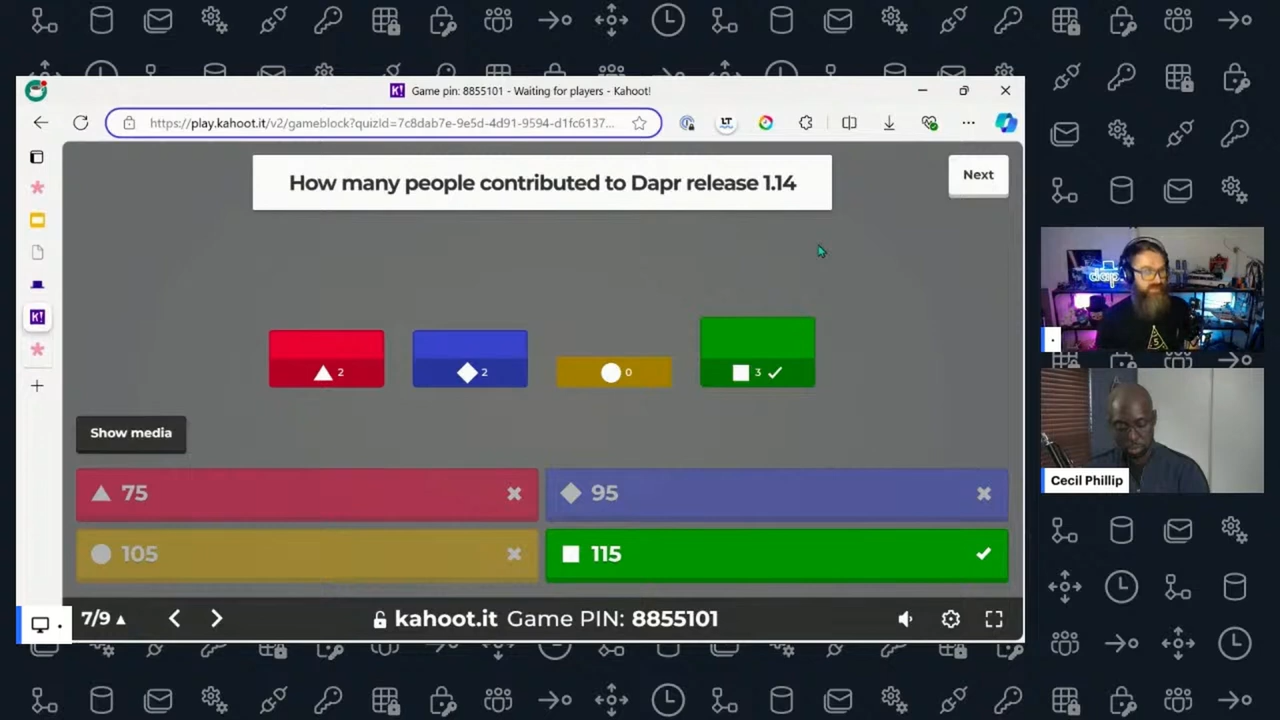 Game pin: 8855101 - Waiting for players - Kahoot!
https://play.kahoot.it/v2/gameblock?quizId=7c8dab7e-9e5d-4d91-9594-d1fc6137...
LT
How many people contributed to Dapr release 1.14
Next
K!
2
2
0
3
Show media
75
95
105
115
7/9
kahoot.it Game PIN: 8855101
dapr
Cecil Phillip